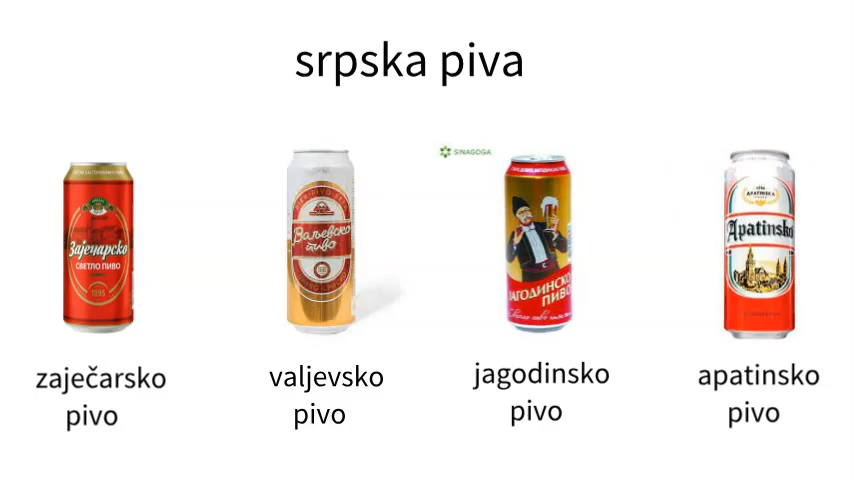 srpska piva
SINAGOGA
Зајечарско
СВЕТЛО ПИВО
1895
Ваљевско
пиво
ЈАГОДИНСКО
ПИВО
APATINSKA
Apatinsko
zaječarsko
pivo
valjevsko
pivo
jagodinsko
pivo
apatinsko
pivo